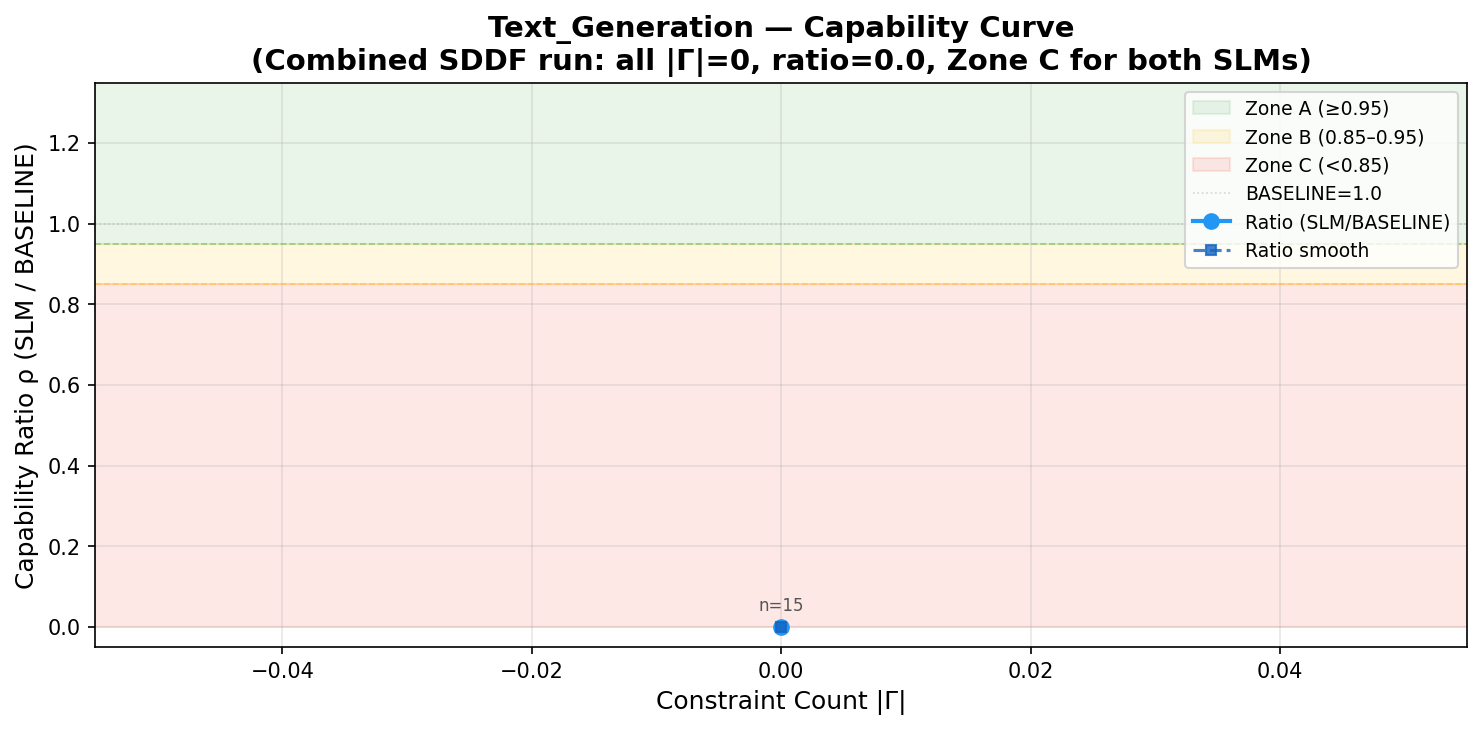 Text_Generation — Capability Curve
(Combined SDDF run: all |Γ|=0, ratio=0.0, Zone C for both SLMs)
Capability Ratio ρ (SLM / BASELINE)
1.2
1.0
0.8
0.6
0.4
0.2
0.0
Zone A (≥0.95)
Zone B (0.85–0.95)
Zone C (<0.85)
BASELINE=1.0
Ratio (SLM/BASELINE)
Ratio smooth
n=15
−0.04
−0.02
0.00
0.02
0.04
Constraint Count |Γ|